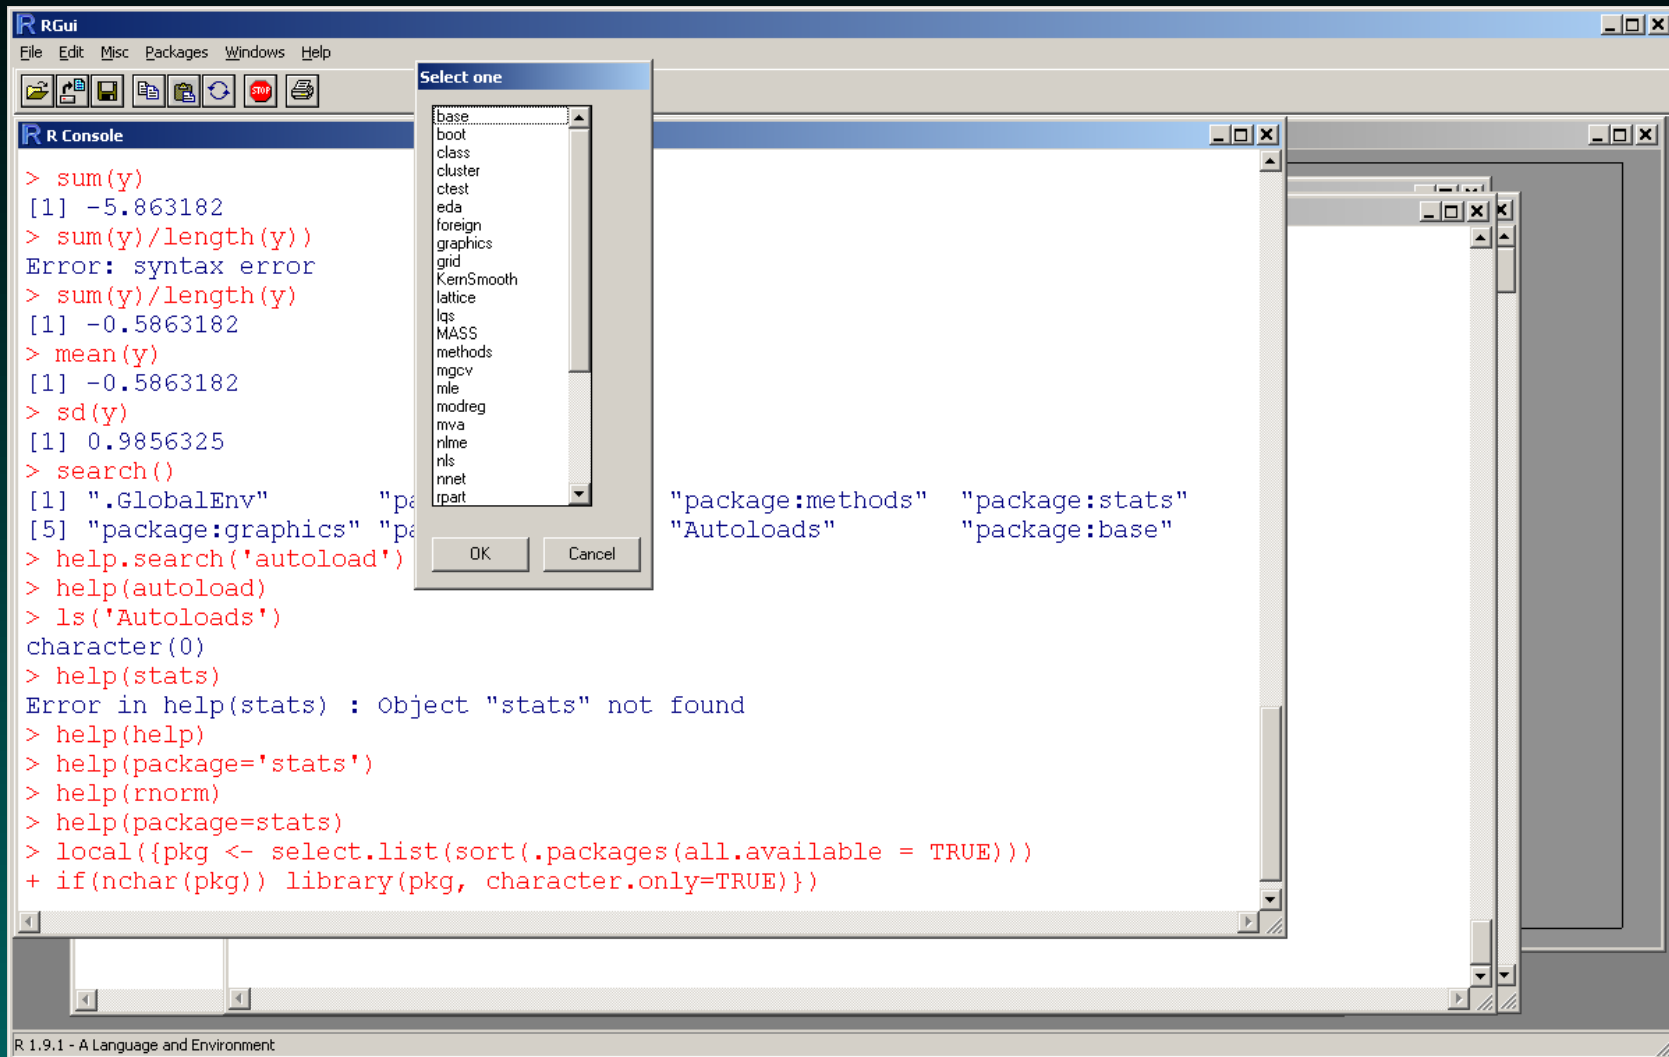 RGui
File Edit Misc Packages Windows Help
STOP
Select one
base
boot
class
cluster
ctest
eda
foreign
graphics
grid
KernSmooth
lattice
lqs
MASS
methods
mgcv
mle
modreg
mva
nlme
nls
nnet
rpart
OK Cancel
R Console
> sum(y)
[1] -5.863182
> sum(y)/length(y))
Error: syntax error
> sum(y)/length(y)
[1] -0.5863182
> mean(y)
[1] -0.5863182
> sd(y)
[1] 0.9856325
> search()
[1] ".GlobalEnv" "pa "package:methods" "package:stats"
[5] "package:graphics" "pa "Autoloads" "package:base"
> help.search('autoload')
> help(autoload)
> ls('Autoloads')
character(0)
> help(stats)
Error in help(stats) : Object "stats" not found
> help(help)
> help(package='stats')
> help(rnorm)
> help(package=stats)
> local({pkg <- select.list(sort(.packages(all.available = TRUE)))
+ if(nchar(pkg)) library(pkg, character.only=TRUE)})
R 1.9.1 - A Language and Environment